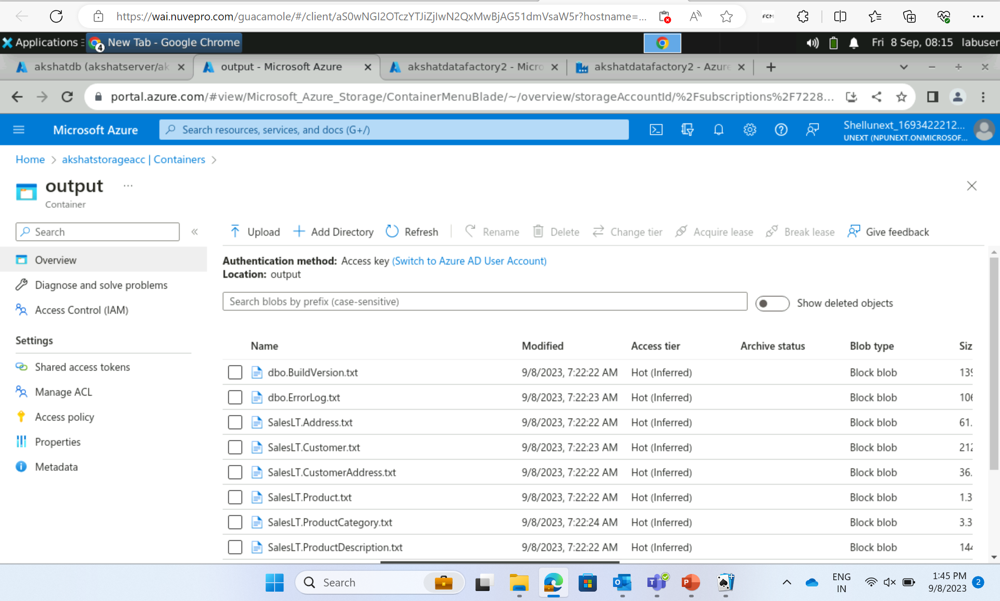 https://wai.nuvepro.com/guacamole/#/client/aS0wNGI2OTczYTJiZjIwN2QxMwBjAG51dmVsaW5r?hostname=...
FCM
Applications
4
New Tab - Google Chrome
Fri 8 Sep, 08:15 labuser
akshatdb (akshatserver/ak
output - Microsoft Azure
akshatdatafactory2 - Micro
akshatdatafactory2 - Azure
portal.azure.com/#view/Microsoft_Azure_Storage/ContainerMenuBlade/~/overview/storageAccountId/%2Fsubscriptions%2F7228...
Microsoft Azure
Search resources, services, and docs (G+/)
Shellunext_1693422212...
UNEXT (NPUNEXT.ONMICROSOF...
Home > akshatstorageacc | Containers >
output ...
Container
Search
«
Upload
Add Directory
Refresh
Rename
Delete
Change tier
Acquire lease
Break lease
Give feedback
Overview
Diagnose and solve problems
Access Control (IAM)
Settings
Shared access tokens
Manage ACL
Access policy
Properties
Metadata
Authentication method: Access key (Switch to Azure AD User Account)
Location: output
Search blobs by prefix (case-sensitive)
Show deleted objects
Name Modified Access tier Archive status Blob type Siz
dbo.BuildVersion.txt 9/8/2023, 7:22:22 AM Hot (Inferred) Block blob 139
dbo.ErrorLog.txt 9/8/2023, 7:22:23 AM Hot (Inferred) Block blob 106
SalesLT.Address.txt 9/8/2023, 7:22:22 AM Hot (Inferred) Block blob 61.
SalesLT.Customer.txt 9/8/2023, 7:22:23 AM Hot (Inferred) Block blob 212
SalesLT.CustomerAddress.txt 9/8/2023, 7:22:22 AM Hot (Inferred) Block blob 36.
SalesLT.Product.txt 9/8/2023, 7:22:22 AM Hot (Inferred) Block blob 1.3
SalesLT.ProductCategory.txt 9/8/2023, 7:22:24 AM Hot (Inferred) Block blob 3.3
SalesLT.ProductDescription.txt 9/8/2023, 7:22:22 AM Hot (Inferred) Block blob 144
Search
ENG
IN
1:45 PM
9/8/2023
2